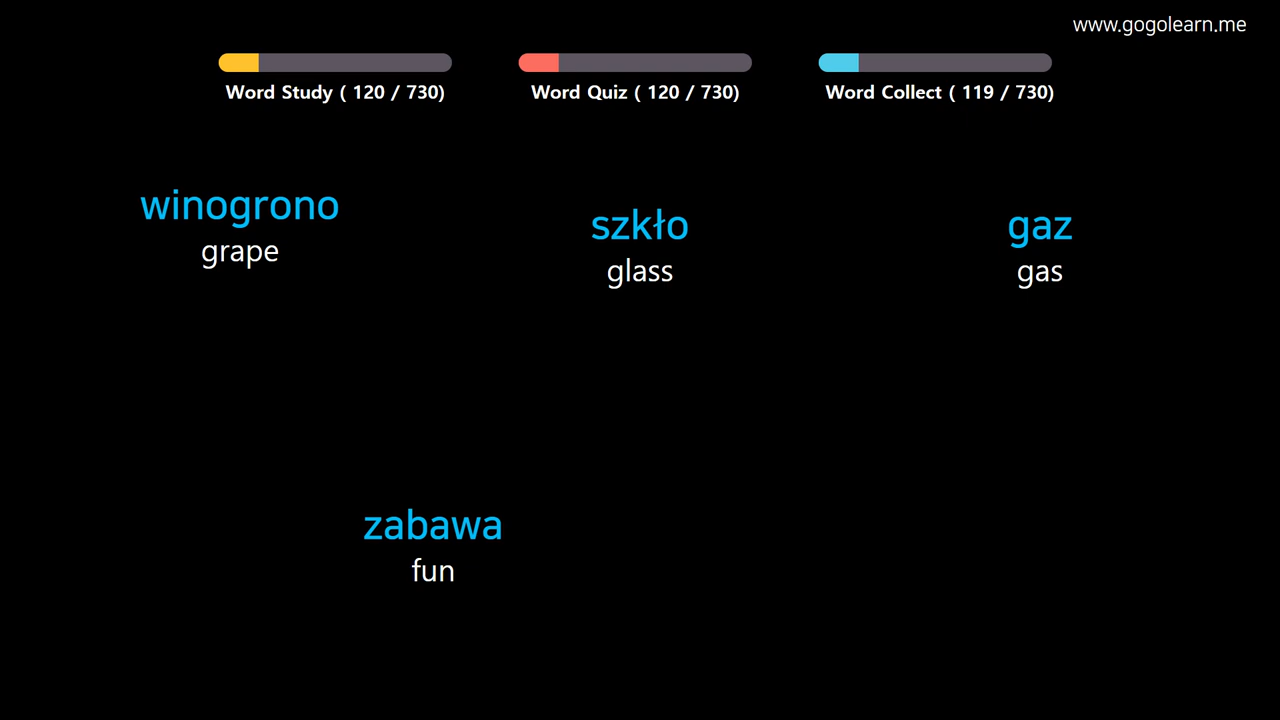 www.gogolearn.me
Word Study ( 120 / 730)
Word Quiz ( 120 / 730)
Word Collect ( 119 / 730)
winogrono
grape
szkło
glass
gaz
gas
zabawa
fun